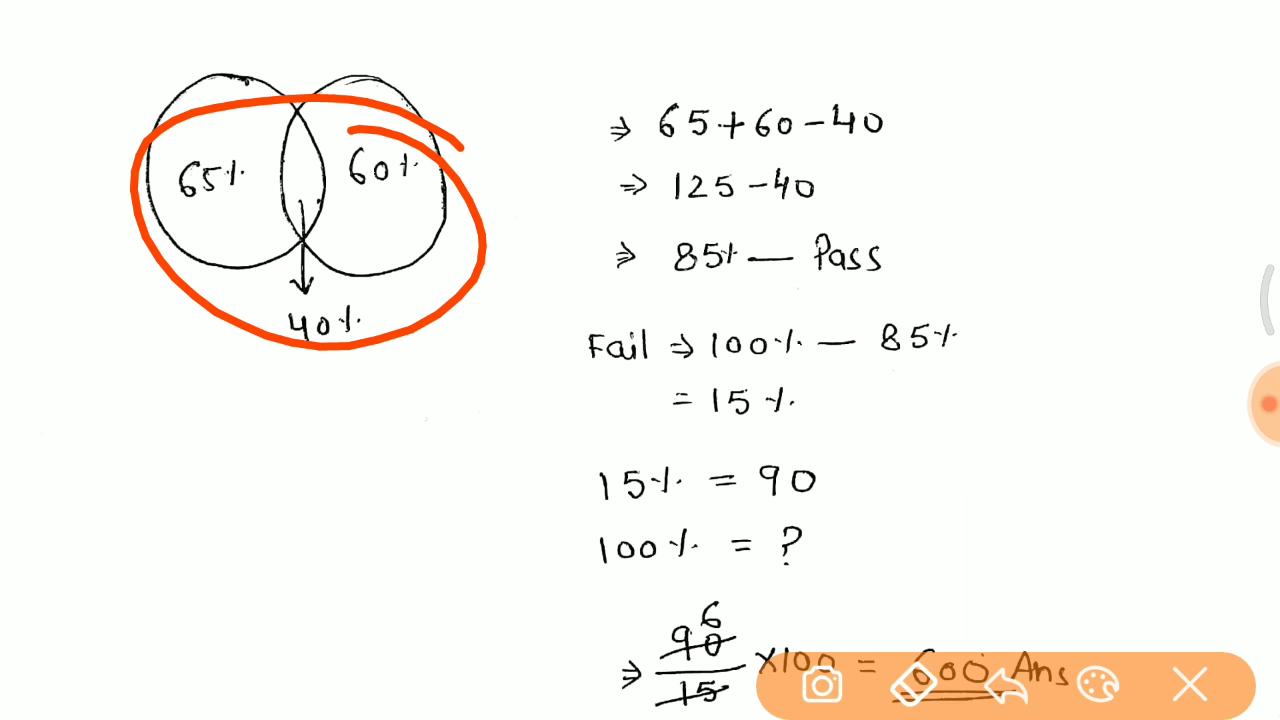 65% 60%
40%
⇒ 65+60-40
⇒ 125-40
⇒ 85% — Pass
Fail ⇒ 100% — 85%
= 15%
15% = 90
100% = ?
6
⇒ 90/15 ×100 = 600 Ans